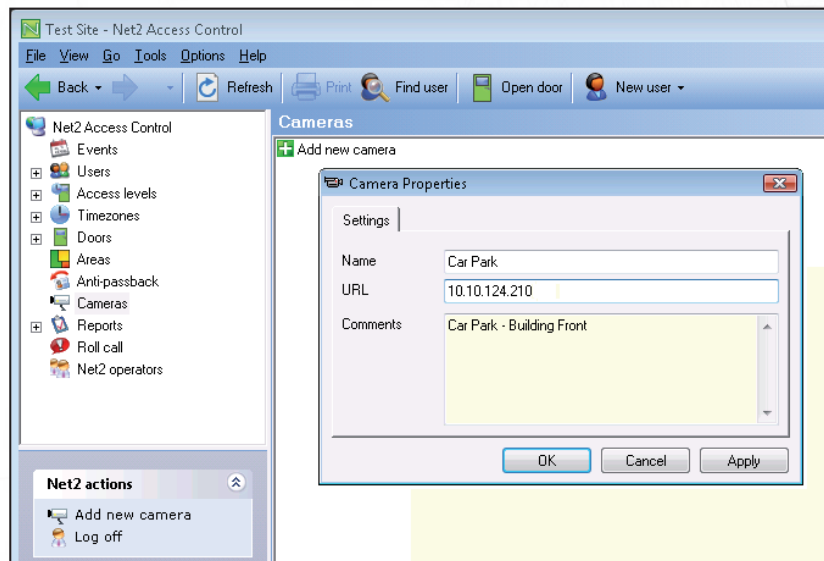 Test Site - Net2 Access Control
File View Go Tools Options Help
Back Refresh Print Find user Open door New user
Net2 Access Control
Events
Users
Access levels
Timezones
Doors
Areas
Anti-passback
Cameras
Reports
Roll call
Net2 operators
Net2 actions
Add new camera
Log off
Cameras
Add new camera
Camera Properties
Settings
Name Car Park
URL 10.10.124.210
Comments Car Park - Building Front
OK Cancel Apply